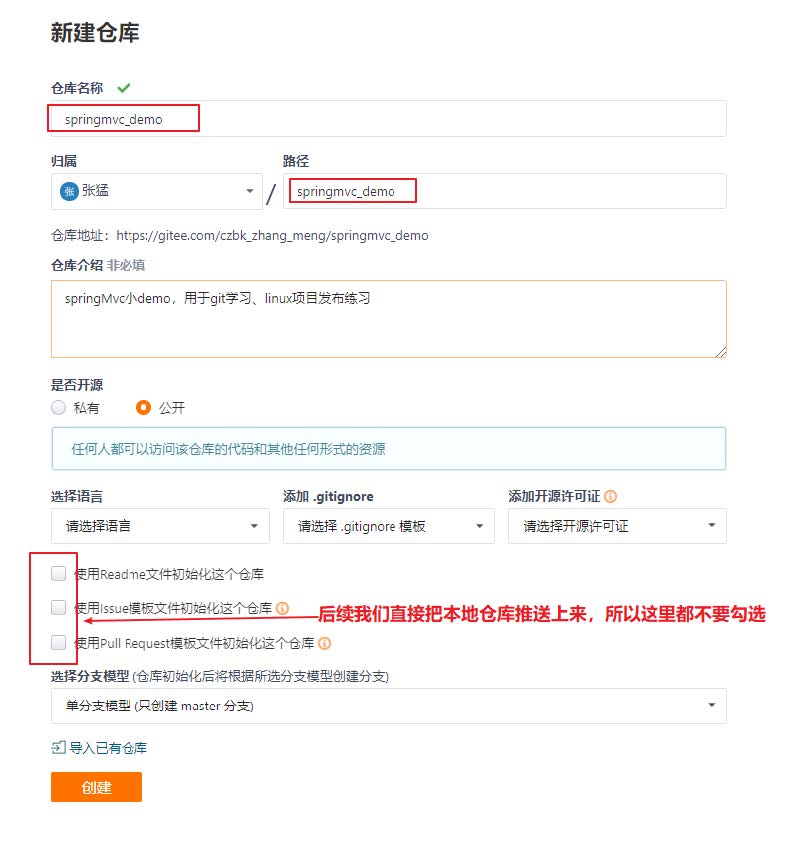 新建仓库
仓库名称
springmvc_demo
归属
路径
张 张猛
/
springmvc_demo
仓库地址：https://gitee.com/czbk_zhang_meng/springmvc_demo
仓库介绍 非必填
springMvc小demo，用于git学习、linux项目发布练习
是否开源
私有
公开
任何人都可以访问该仓库的代码和其他任何形式的资源
选择语言
添加 .gitignore
添加开源许可证
请选择语言
请选择 .gitignore 模板
请选择开源许可证
使用Readme文件初始化这个仓库
使用Issue模板文件初始化这个仓库
后续我们直接把本地仓库推送上来，所以这里都不要勾选
使用Pull Request模板文件初始化这个仓库
选择分支模型 (仓库初始化后将根据所选分支模型创建分支)
单分支模型 (只创建 master 分支)
导入已有仓库
创建